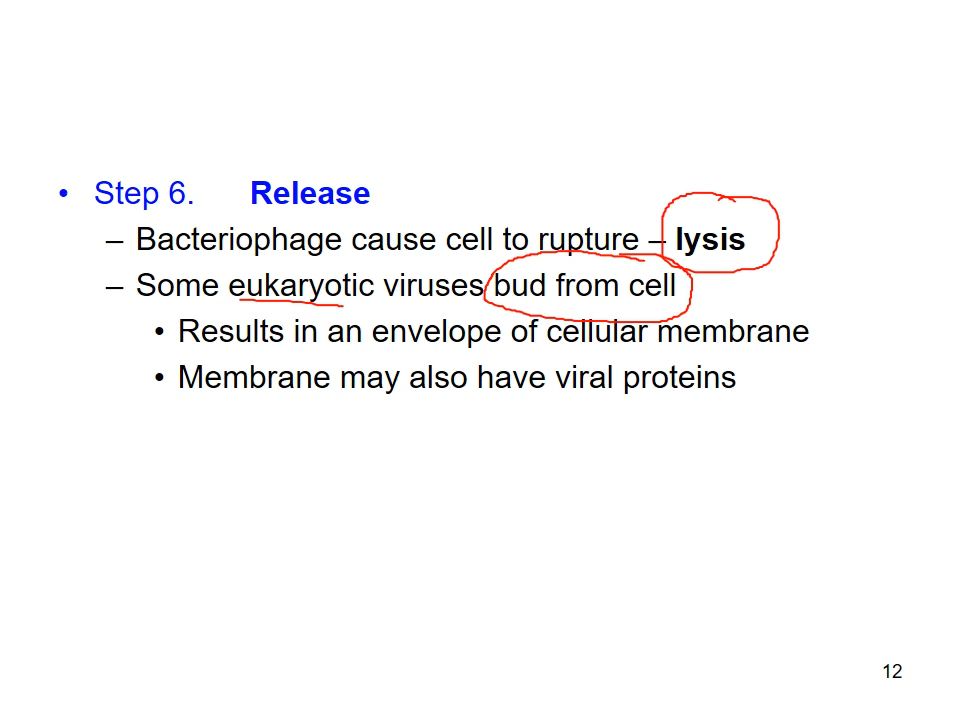 • Step 6. Release
– Bacteriophage cause cell to rupture – lysis
– Some eukaryotic viruses bud from cell
• Results in an envelope of cellular membrane
• Membrane may also have viral proteins
12